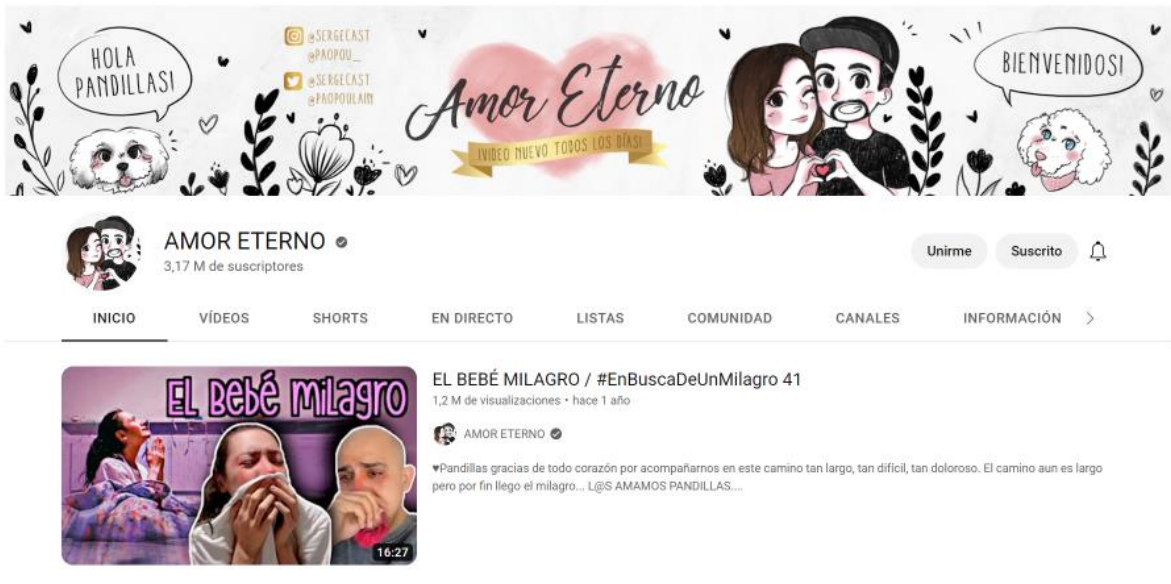 HOLA
PANDILLAS!
@SERGECAST
@PAOPOU_
@SERGECAST
@PAOPOULAIN
Amor Eterno
¡VIDEO NUEVO TODOS LOS DÍAS!
BIENVENIDOS!
AMOR ETERNO
3,17 M de suscriptores
Unirme
Suscrito
INICIO VÍDEOS SHORTS EN DIRECTO LISTAS COMUNIDAD CANALES INFORMACIÓN
EL Bebé milagro
16:27
EL BEBÉ MILAGRO / #EnBuscaDeUnMilagro 41
1,2 M de visualizaciones • hace 1 año
AMOR ETERNO
♥Pandillas gracias de todo corazón por acompañarnos en este camino tan largo, tan difícil, tan doloroso. El camino aun es largo
pero por fin llego el milagro... L@S AMAMOS PANDILLAS....